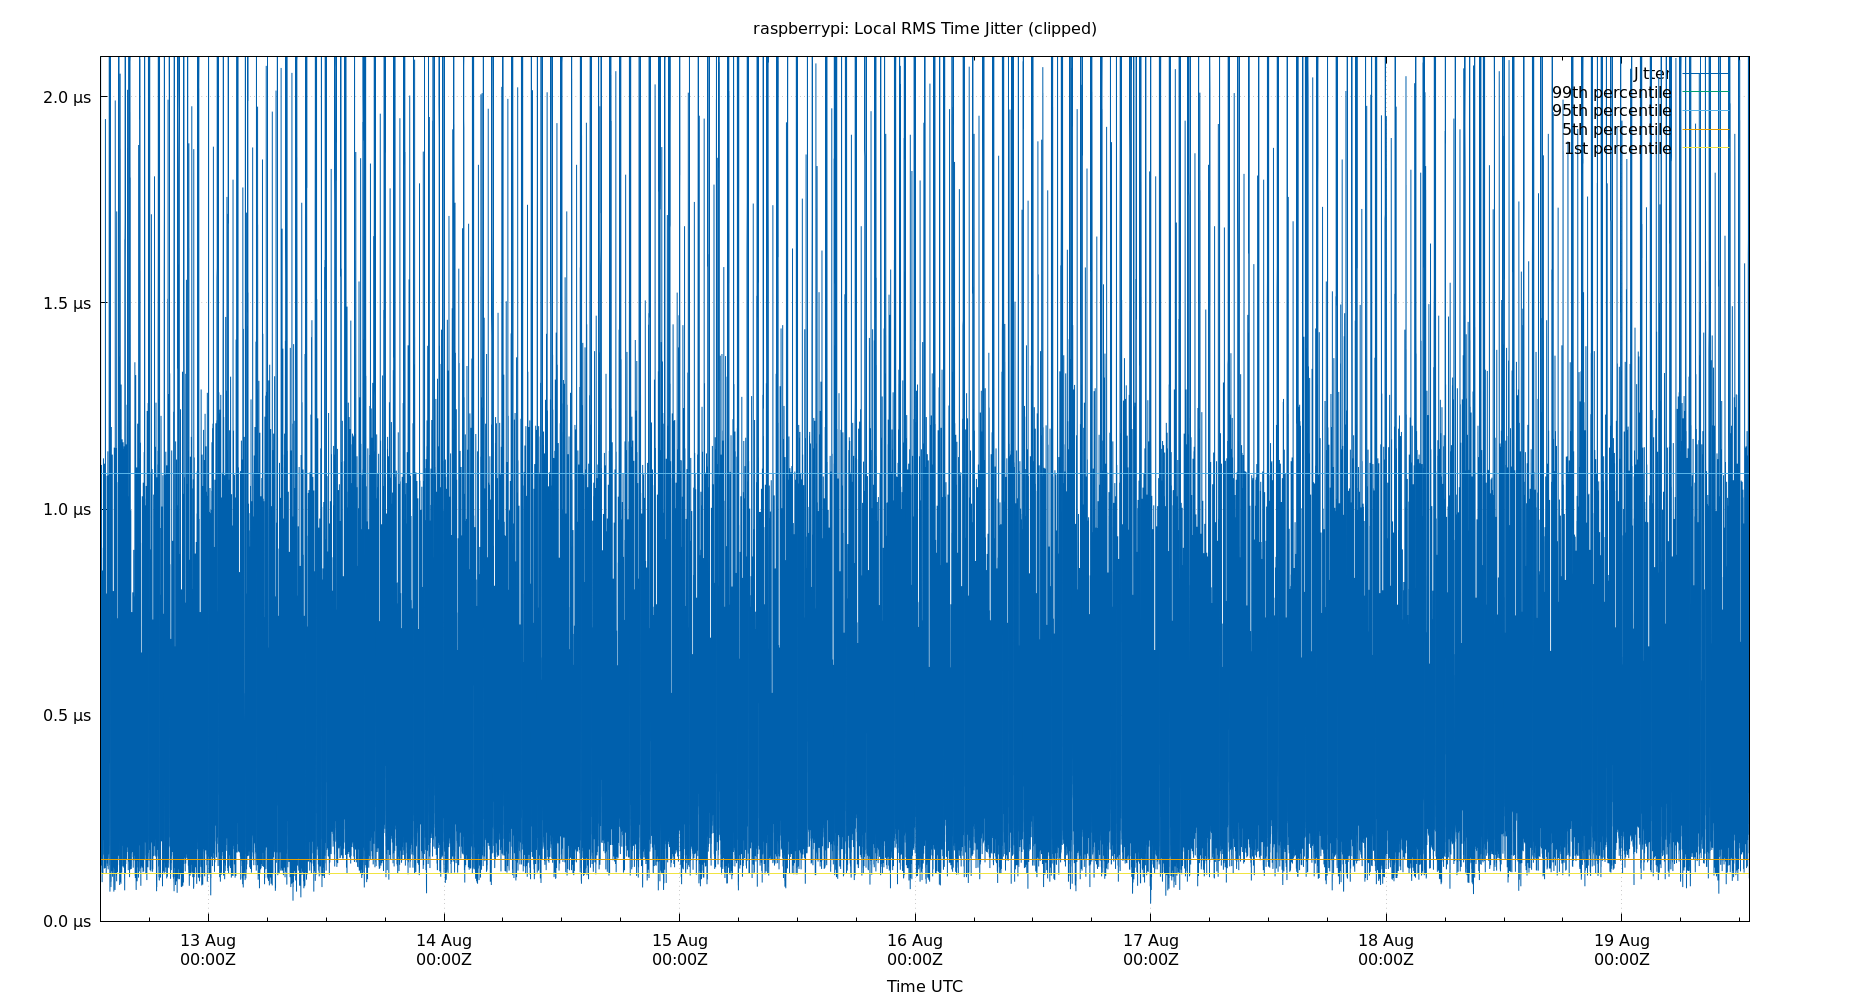 raspberrypi: Local RMS Time Jitter (clipped)
Jitter
99th percentile
95th percentile
5th percentile
1st percentile
2.0 µs
1.5 µs
1.0 µs
0.5 µs
0.0 µs
13 Aug 14 Aug 15 Aug 16 Aug 17 Aug 18 Aug 19 Aug
00:00Z 00:00Z 00:00Z 00:00Z 00:00Z 00:00Z 00:00Z
Time UTC